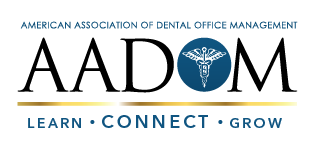 AMERICAN ASSOCIATION OF DENTAL OFFICE MANAGEMENT
AADOM
LEARN • CONNECT • GROW